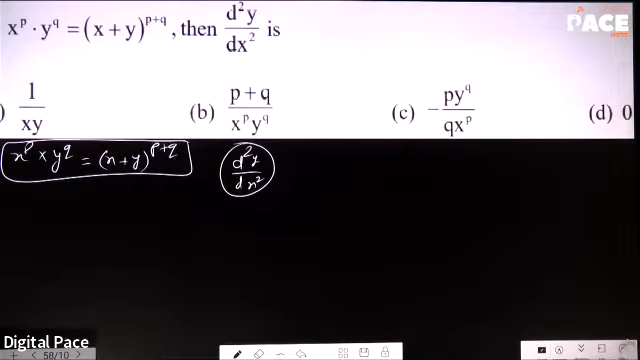 x^p · y^q = (x + y)^{p+q}, then d²y/dx² is
) 1/xy (b) p + q/x^p y^q (c) -py^q/qx^p (d) 0
x^p × y^q = (x+y)^{p+q} d²y/dx²
PACE
Digital Pace
58/10